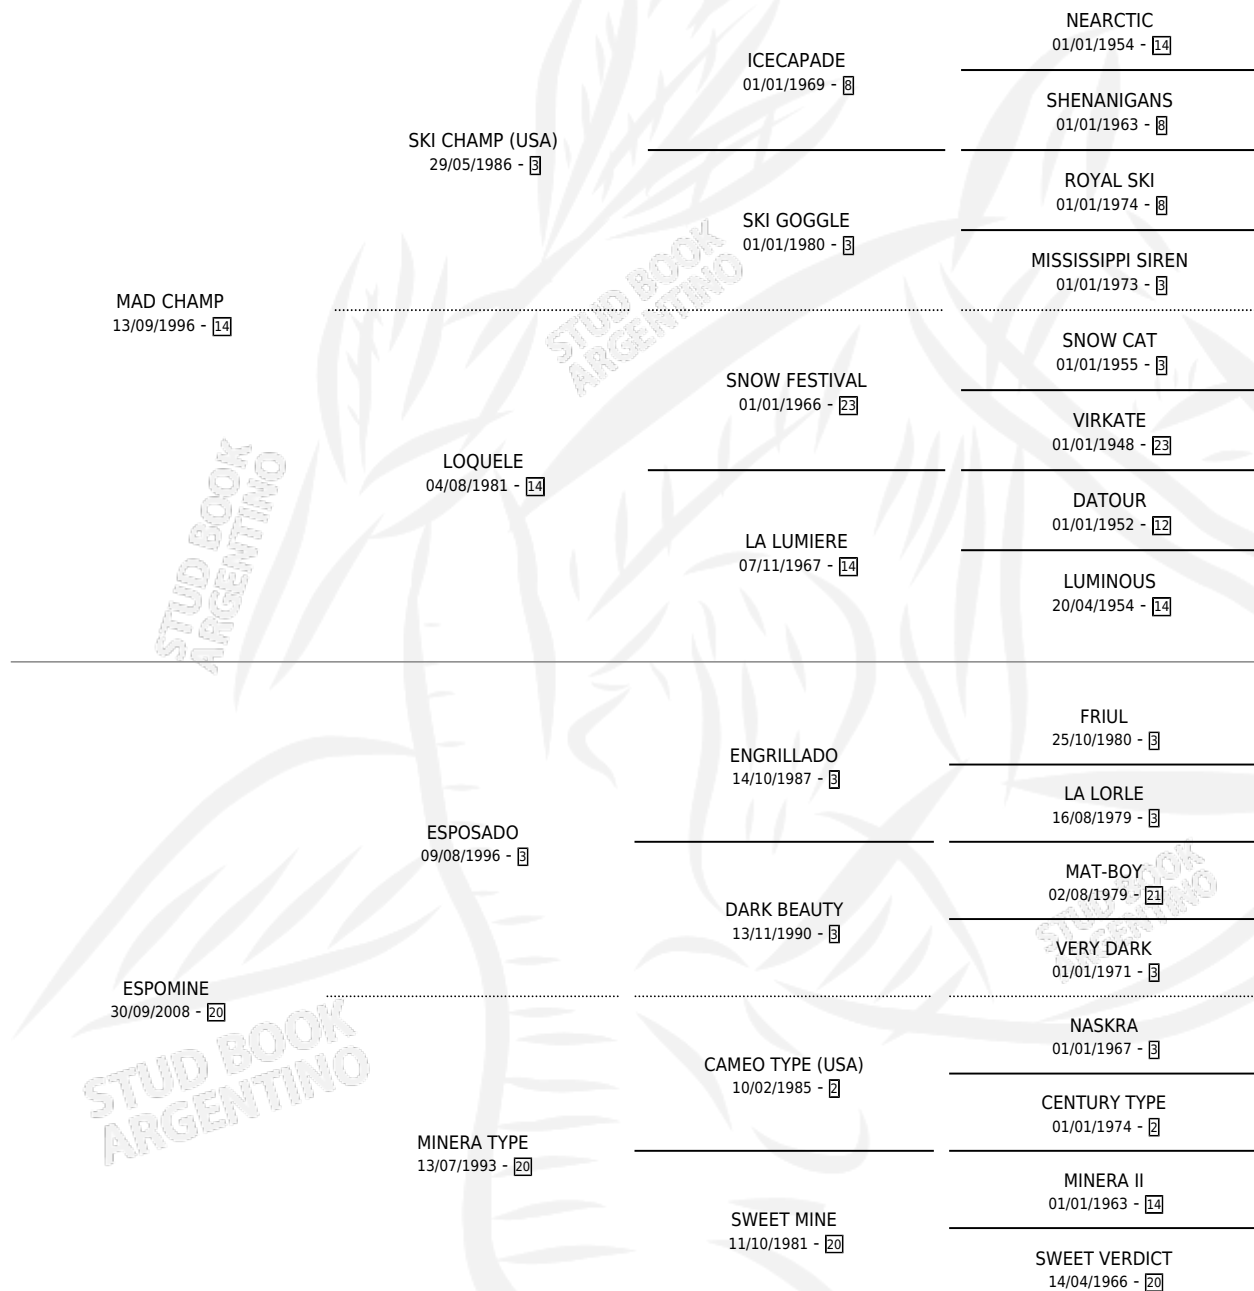 NEARCTIC
01/01/1954 - 14
ICECAPADE
01/01/1969 - 8
SHENANIGANS
01/01/1963 - 8
SKI CHAMP (USA)
29/05/1986 - 3
ROYAL SKI
01/01/1974 - 8
SKI GOGGLE
01/01/1980 - 3
MISSISSIPPI SIREN
01/01/1973 - 3
MAD CHAMP
13/09/1996 - 14
STUD BOOK
ARGENTINO
SNOW CAT
01/01/1955 - 3
SNOW FESTIVAL
01/01/1966 - 23
VIRKATE
01/01/1948 - 23
LOQUELE
04/08/1981 - 14
DATOUR
01/01/1952 - 12
LA LUMIERE
07/11/1967 - 14
LUMINOUS
20/04/1954 - 14
STUD BOOK
ARGENTINO
FRIUL
25/10/1980 - 3
ENGRILLADO
14/10/1987 - 3
LA LORLE
16/08/1979 - 3
ESPOSADO
09/08/1996 - 3
MAT-BOY
02/08/1979 - 21
STUD BOOK
ARGENTINO
DARK BEAUTY
13/11/1990 - 3
VERY DARK
01/01/1971 - 3
ESPOMINE
30/09/2008 - 20
STUD BOOK
ARGENTINO
NASKRA
01/01/1967 - 3
CAMEO TYPE (USA)
10/02/1985 - 2
CENTURY TYPE
01/01/1974 - 2
MINERA TYPE
13/07/1993 - 20
MINERA II
01/01/1963 - 14
SWEET MINE
11/10/1981 - 20
SWEET VERDICT
14/04/1966 - 20